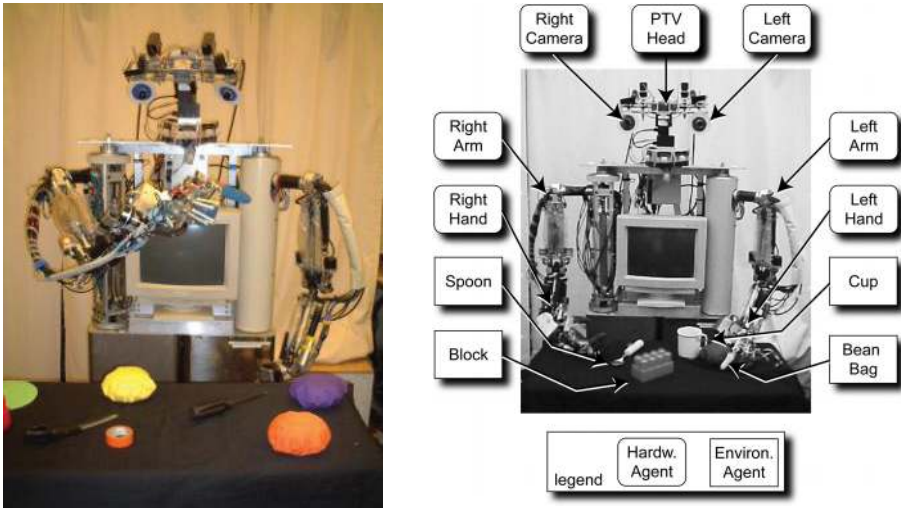 Right
Camera
PTV
Head
Left
Camera
Right
Arm
Left
Arm
Right
Hand
Left
Hand
Spoon
Cup
Block
Bean
Bag
legend
Hardw.
Agent
Environ.
Agent